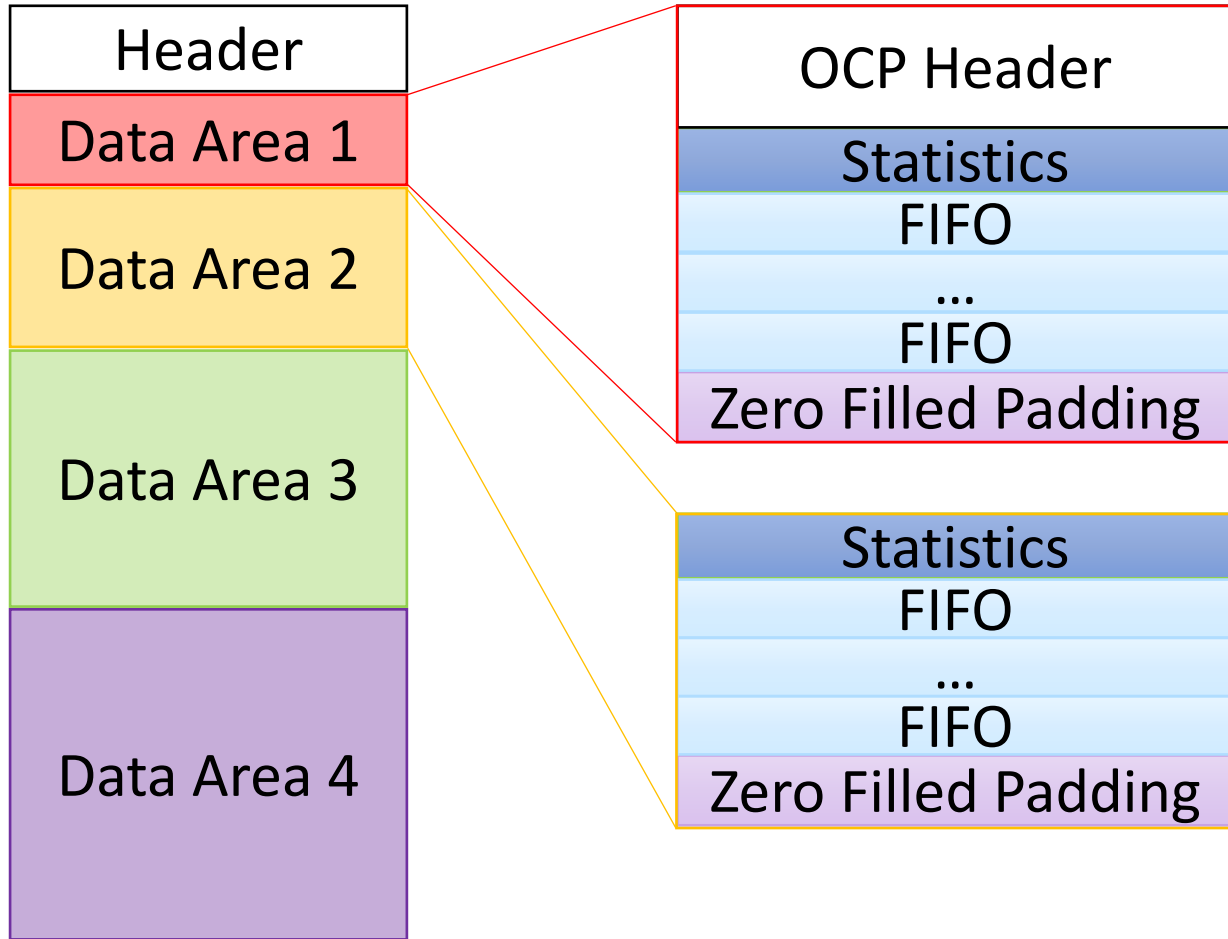 Header
Data Area 1
Data Area 2
Data Area 3
Data Area 4
OCP Header
Statistics
FIFO
...
FIFO
Zero Filled Padding
Statistics
FIFO
...
FIFO
Zero Filled Padding